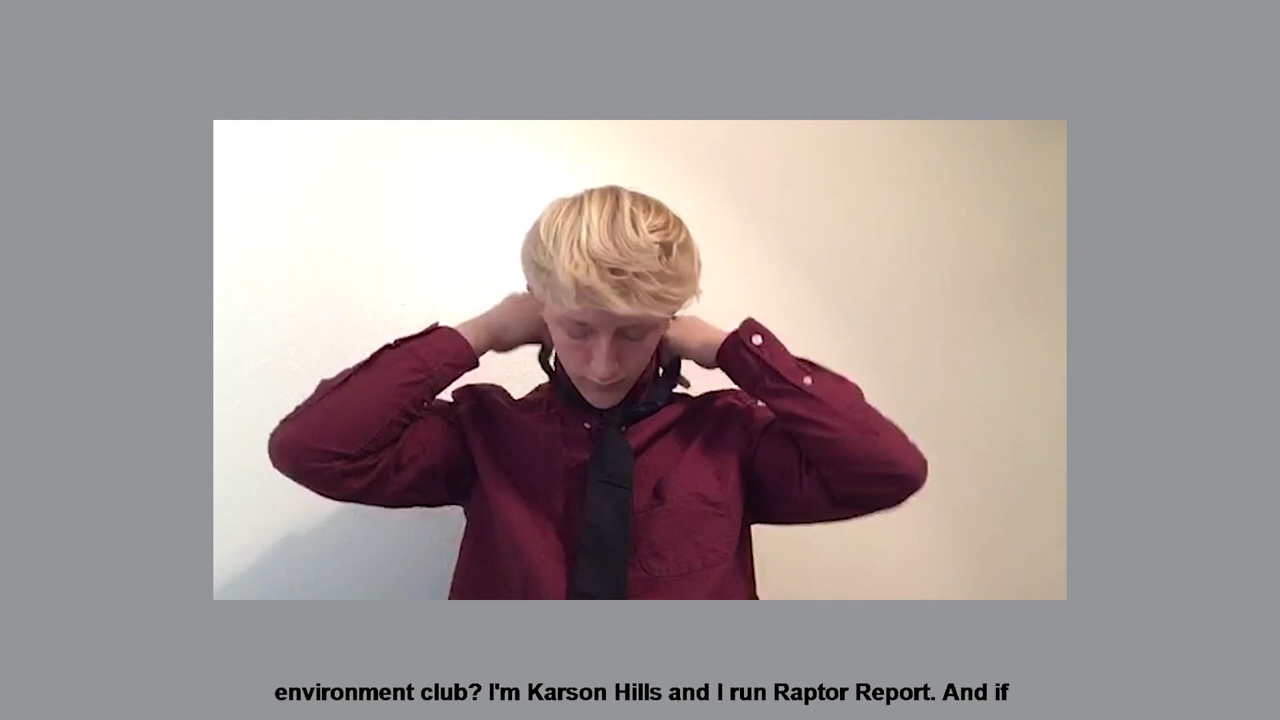 environment club? I'm Karson Hills and I run Raptor Report. And if